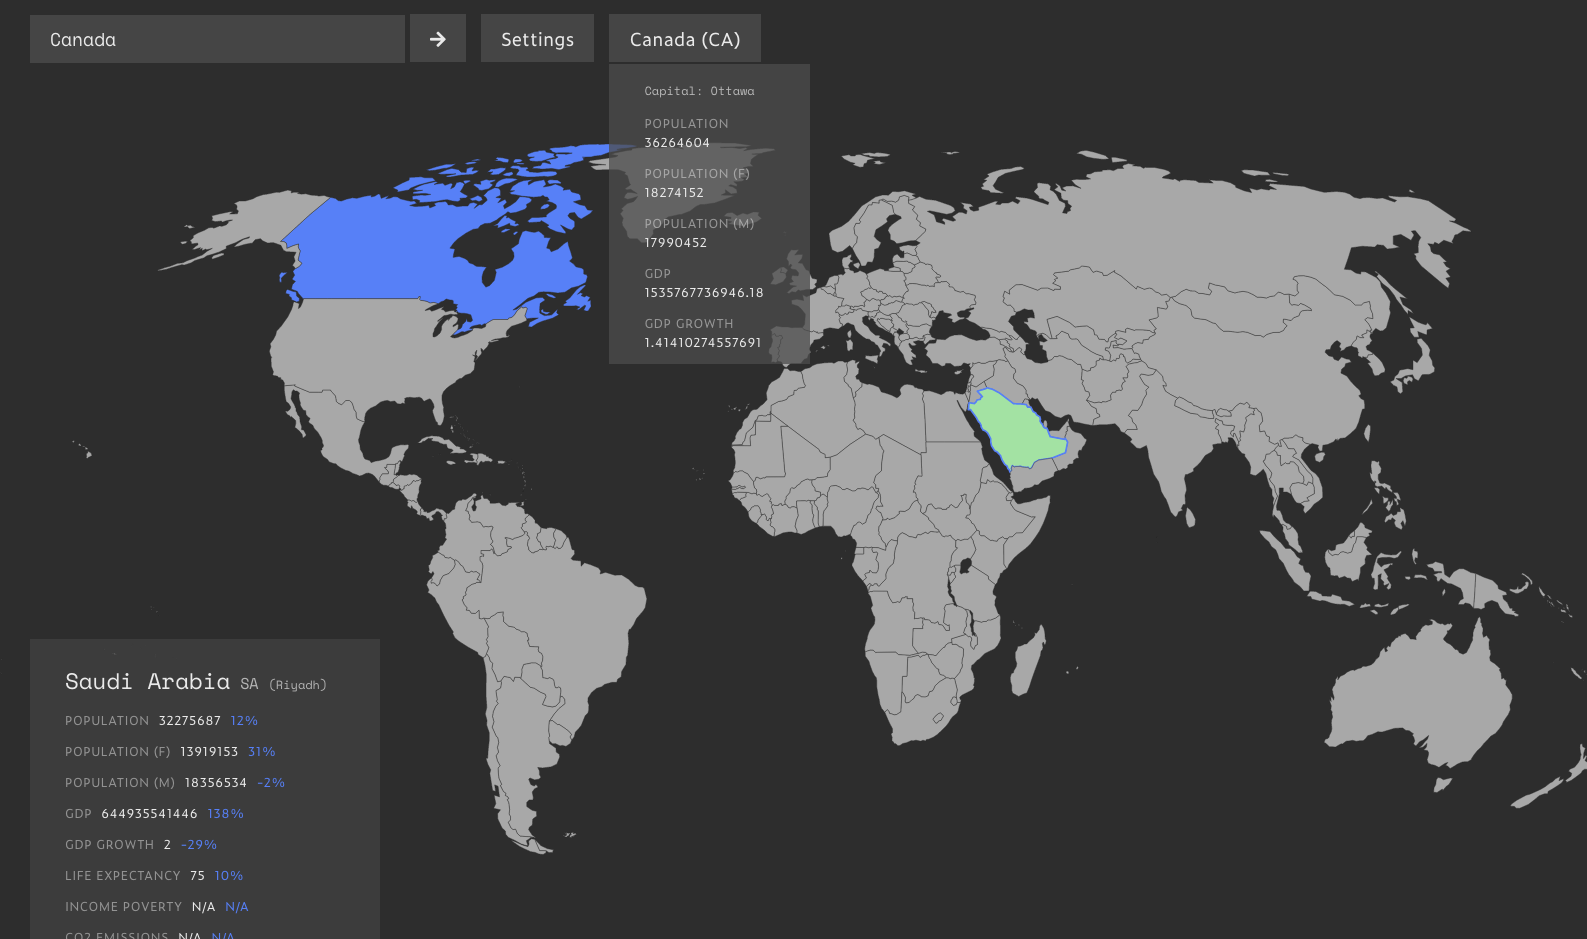 Canada → Settings Canada (CA)
Capital: Ottawa
POPULATION
36264604
POPULATION (F)
18274152
POPULATION (M)
17990452
GDP
1535767736946.18
GDP GROWTH
1.41410274557691
Saudi Arabia SA (Riyadh)
POPULATION 32275687 12%
POPULATION (F) 13919153 31%
POPULATION (M) 18356534 -2%
GDP 644935541446 138%
GDP GROWTH 2 -29%
LIFE EXPECTANCY 75 10%
INCOME POVERTY N/A N/A
CO2 EMISSIONS N/A N/A